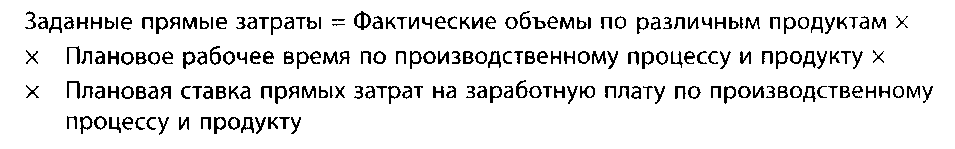 Заданные прямые затраты = Фактические объемы по различным продуктам ×
× Плановое рабочее время по производственному процессу и продукту ×
× Плановая ставка прямых затрат на заработную плату по производственному
процессу и продукту